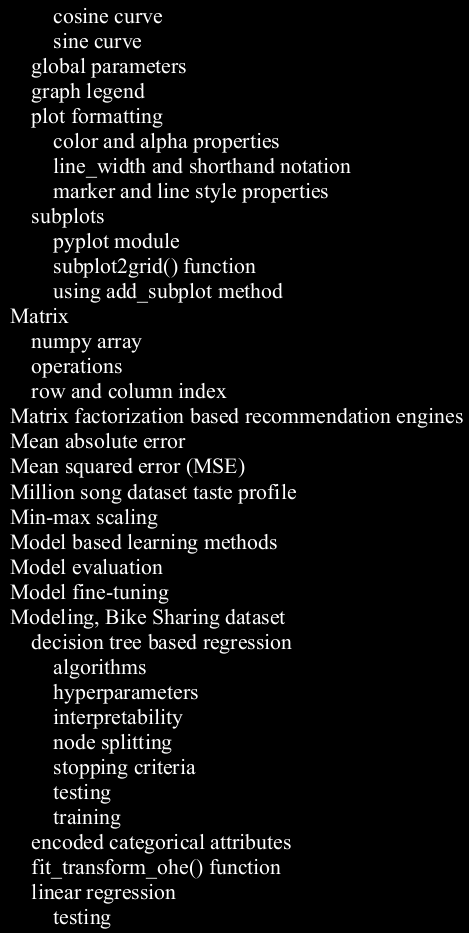 cosine curve
sine curve
global parameters
graph legend
plot formatting
color and alpha properties
line_width and shorthand notation
marker and line style properties
subplots
pyplot module
subplot2grid() function
using add_subplot method
Matrix
numpy array
operations
row and column index
Matrix factorization based recommendation engines
Mean absolute error
Mean squared error (MSE)
Million song dataset taste profile
Min-max scaling
Model based learning methods
Model evaluation
Model fine-tuning
Modeling, Bike Sharing dataset
decision tree based regression
algorithms
hyperparameters
interpretability
node splitting
stopping criteria
testing
training
encoded categorical attributes
fit_transform_ohe() function
linear regression
testing